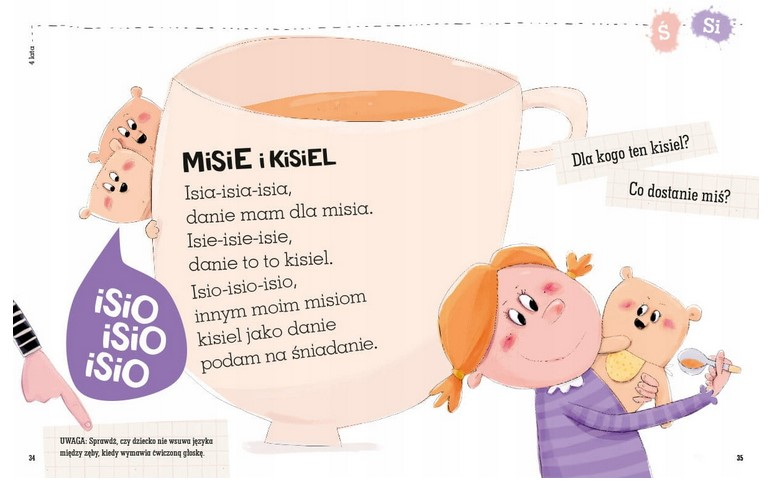 Ś
Si
4 lata
MiSiE i KiSiEL
Isia-isia-isia,
danie mam dla misia.
Isie-isie-isie,
danie to to kisiel.
Isio-isio-isio,
innym moim misiom
kisiel jako danie
podam na śniadanie.
Dla kogo ten kisiel?
Co dostanie miś?
iSiO
iSiO
iSiO
UWAGA: Sprawdź, czy dziecko nie wsuwa języka
między zęby, kiedy wymawia ćwiczoną głoskę.
34
35